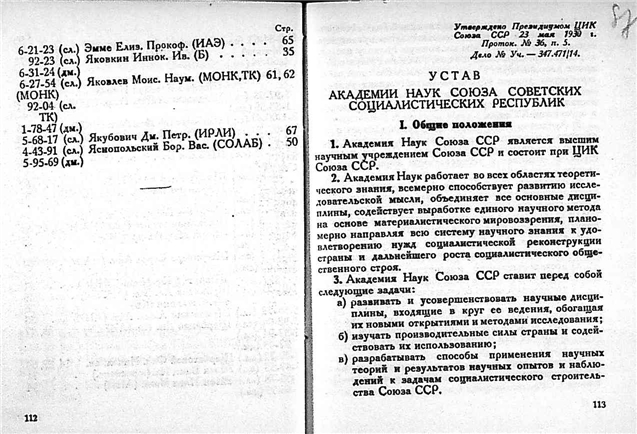 Стр.
6-21-23 (сл.) Эмме Елиз. Прокоф. (ИАЭ) . . . . 65
92-23 (сл.) Яковкин Иннок. Ив. (Б) . . . . . 35
6-31-24 (дм.)
6-27-54 (сл.) Яковлев Моис. Наум. (МОНК,ТК) 61, 62
(МОНК)
92-04 (сл.
ТК)
1-78-47 (дм.)
5-68-17 (сл.) Якубович Дм. Петр. (ИРЛИ) . . . 67
4-43-91 (сл.) Ясмопольский Бор. Вас. (СОЛАБ) . 50
5-95-69 (дм.)
112
Утверждено Президиумом ЦИК
Союза ССР 23 мая 1930 г.
Проток. № 36, п. 5.
Дело № Уч. — 347.471/14.
УСТАВ
АКАДЕМИИ НАУК СОЮЗА СОВЕТСКИХ
СОЦИАЛИСТИЧЕСКИХ РЕСПУБЛИК
I. Общие положения
1. Академия Наук Союза ССР является высшим
научным учреждением Союза ССР и состоит при ЦИК
Союза ССР.
2. Академия Наук работает во всех областях теорети-
ческого знания, всемерно способствует развитию иссле-
довательской мысли, объединяет все основные дисци-
плины, содействует выработке единого научного метода
на основе материалистического мировоззрения, плано-
мерно направляя всю систему научного знания к удо-
влетворению нужд социалистической реконструкции
страны и дальнейшего роста социалистического обще-
ственного строя.
3. Академия Наук Союза ССР ставит перед собой
следующие задачи:
а) развивать и усовершенствовать научные дисци-
плины, входящие в круг ее ведения, обогащая
их новыми открытиями и методами исследования;
б) изучать производительные силы страны и содей-
ствовать их использованию;
в) разрабатывать способы применения научных
теорий и результатов научных опытов и наблю-
дений к задачам социалистического строитель-
ства Союза ССР.
113